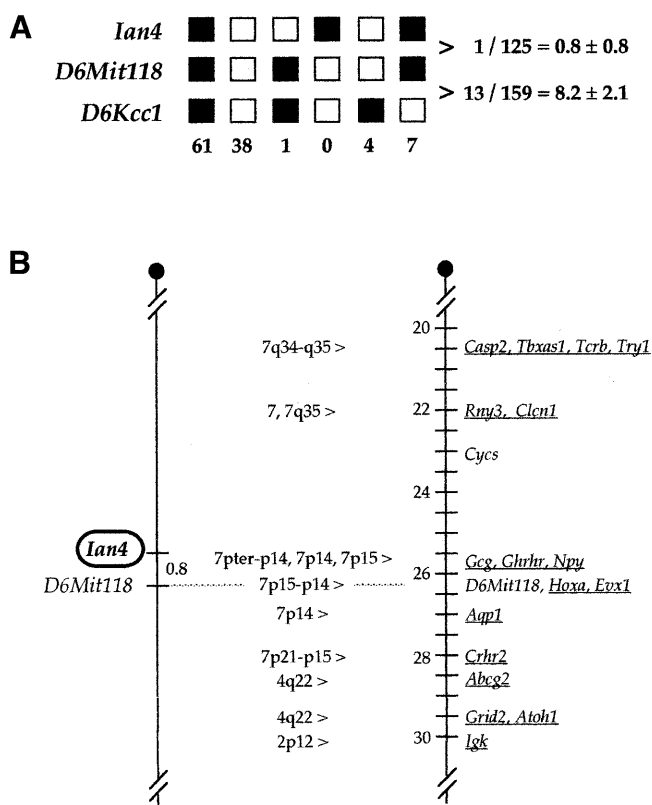 A
Ian4
> 1 / 125 = 0.8 ± 0.8
D6Mit118
> 13 / 159 = 8.2 ± 2.1
D6Kcc1
61 38 1 0 4 7
B
20
7q34-q35 > Casp2, Tbxas1, Tcrb, Try1
7, 7q35 > 22 Rny3, Clcn1
Cycs
24
Ian4
0.8
7pter-p14, 7p14, 7p15 > Gcg, Ghrhr, Npy
26
D6Mit118 7p15-p14 > D6Mit118, Hoxa, Evx1
7p14 > Aqp1
7p21-p15 > 28 Crhr2
4q22 > Abcg2
4q22 > Grid2, Atoh1
2p12 > 30 Igk